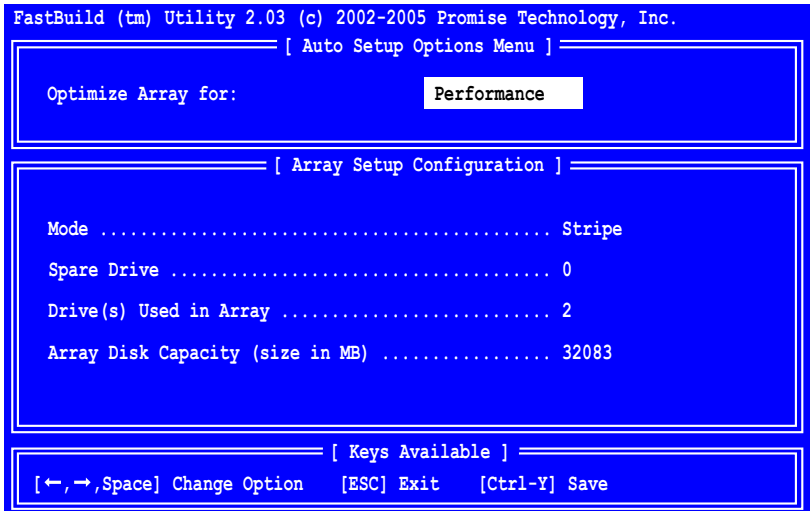 FastBuild (tm) Utility 2.03 (c) 2002-2005 Promise Technology, Inc.
[ Auto Setup Options Menu ]
Optimize Array for: Performance
[ Array Setup Configuration ]
Mode ............................................. Stripe
Spare Drive ...................................... 0
Drive(s) Used in Array ........................... 2
Array Disk Capacity (size in MB) ................. 32083
[ Keys Available ]
[←,→,Space] Change Option [ESC] Exit [Ctrl-Y] Save